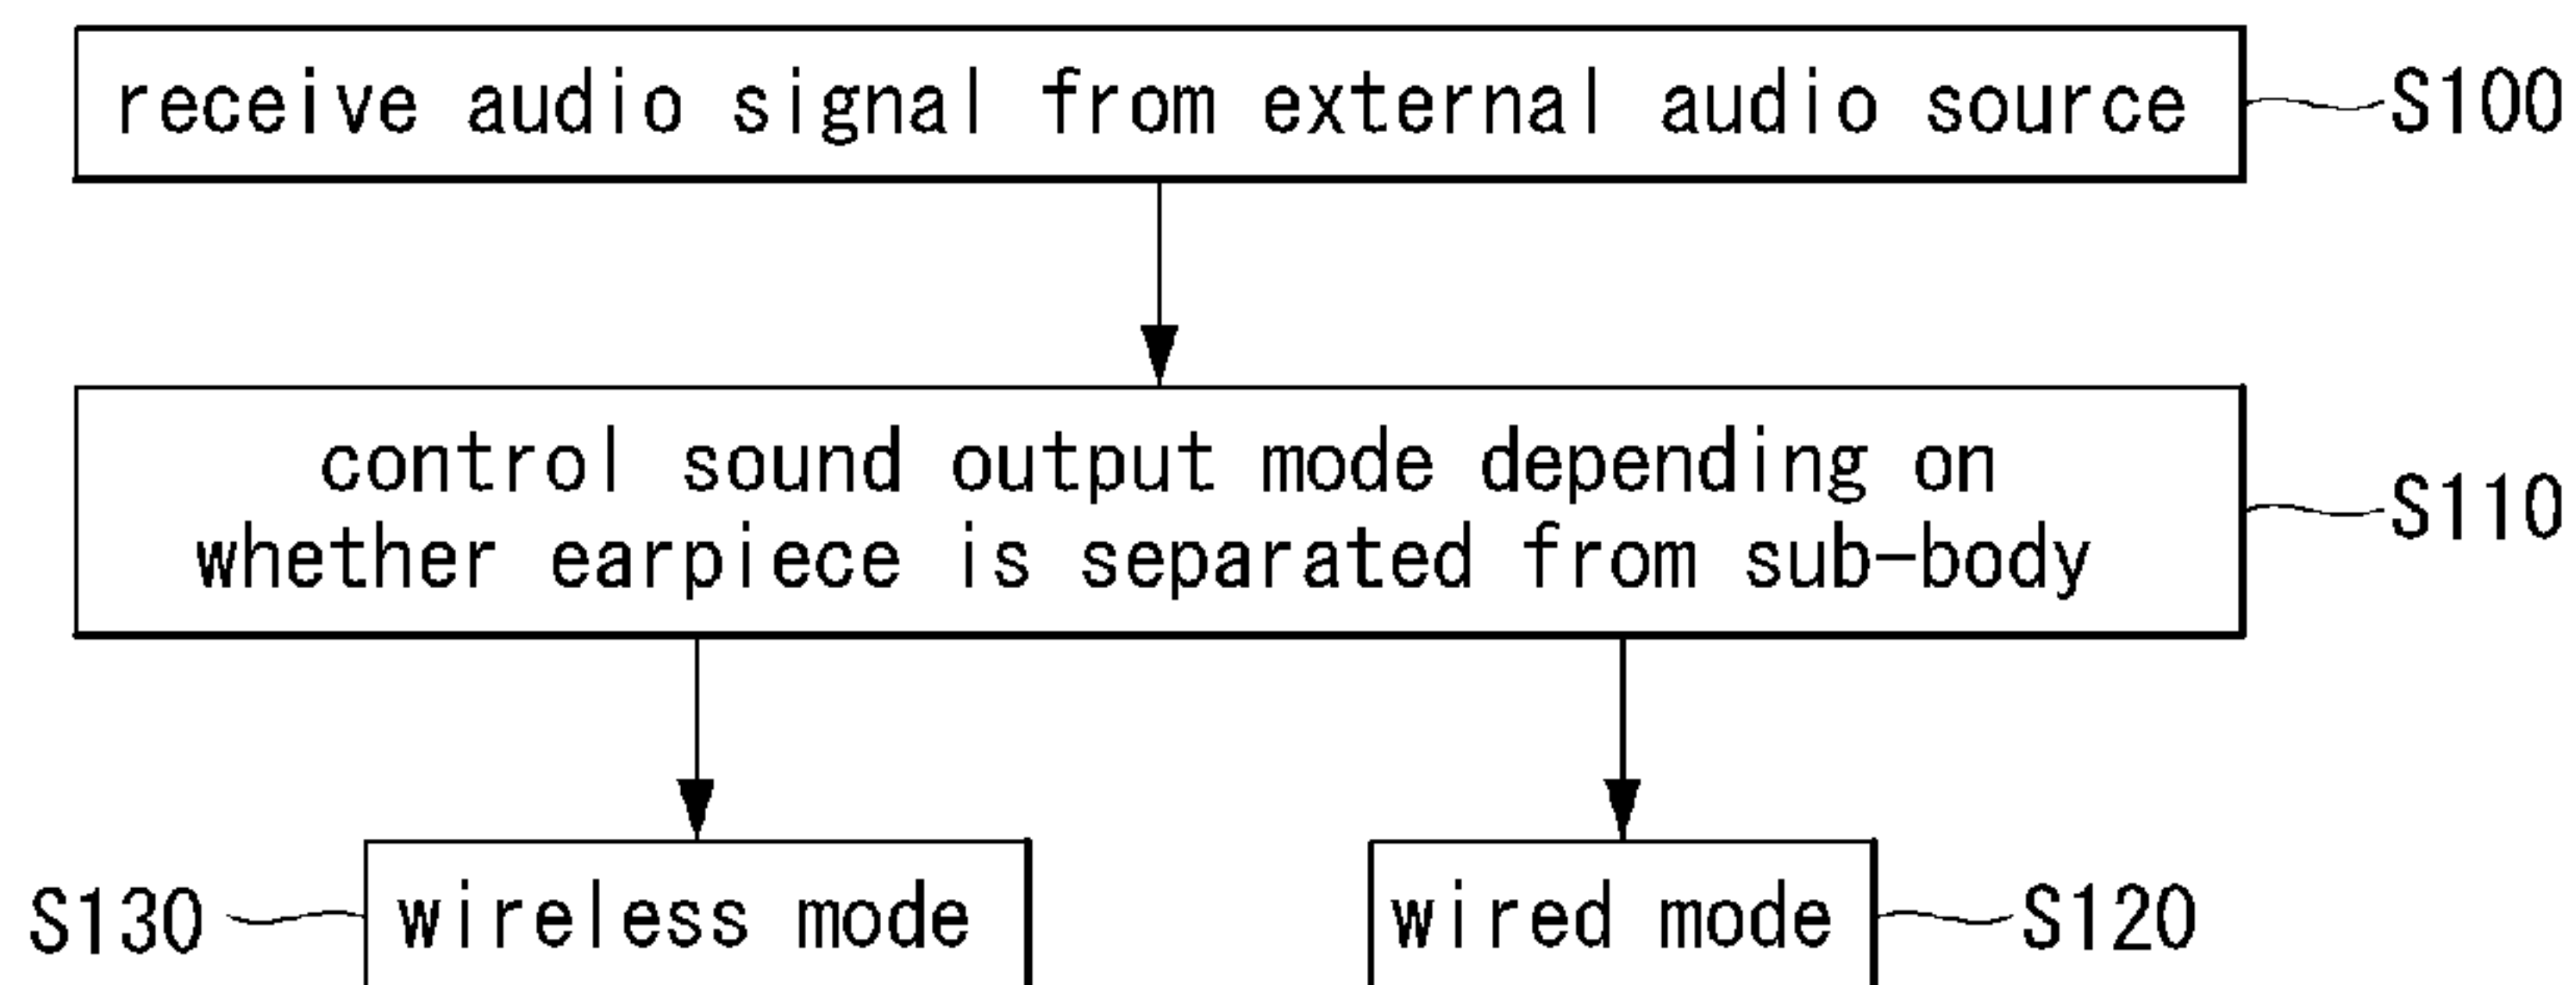 receive audio signal from external audio source
S100
control sound output mode depending on
whether earpiece is separated from sub-body
S110
S130
wireless mode
wired mode
S120